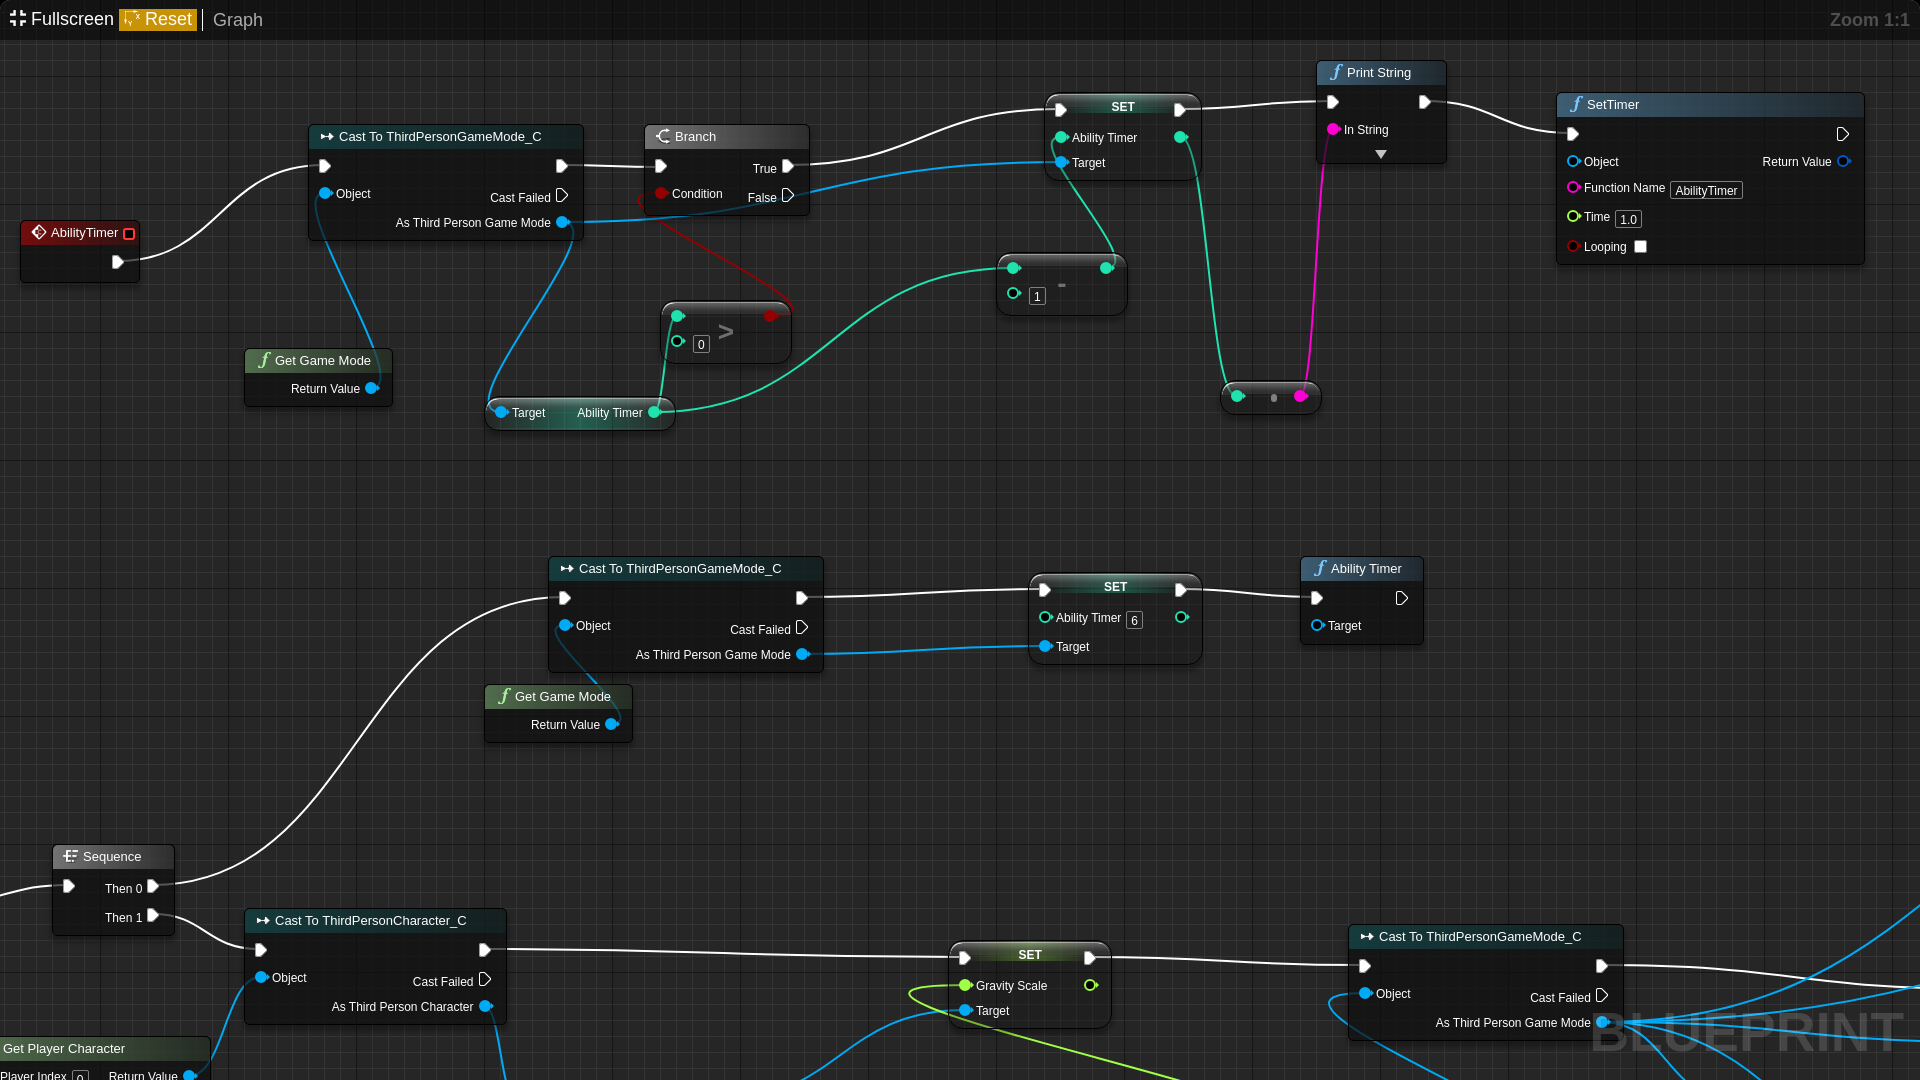 Fullscreen Reset Graph
Zoom 1:1
AbilityTimer
Cast To ThirdPersonGameMode_C
Object
Cast Failed
As Third Person Game Mode
Get Game Mode
Return Value
Branch
True
Condition
False
0
>
Target Ability Timer
SET
Ability Timer
Target
1
-
Print String
In String
SetTimer
Object
Return Value
Function Name AbilityTimer
Time 1.0
Looping
Cast To ThirdPersonGameMode_C
Object
Cast Failed
As Third Person Game Mode
Get Game Mode
Return Value
SET
Ability Timer 6
Target
Ability Timer
Target
Sequence
Then 0
Then 1
Cast To ThirdPersonCharacter_C
Object
Cast Failed
As Third Person Character
Get Player Character
Player Index 0 Return Value
SET
Gravity Scale
Target
Cast To ThirdPersonGameMode_C
Object
Cast Failed
As Third Person Game Mode
BLUEPRINT